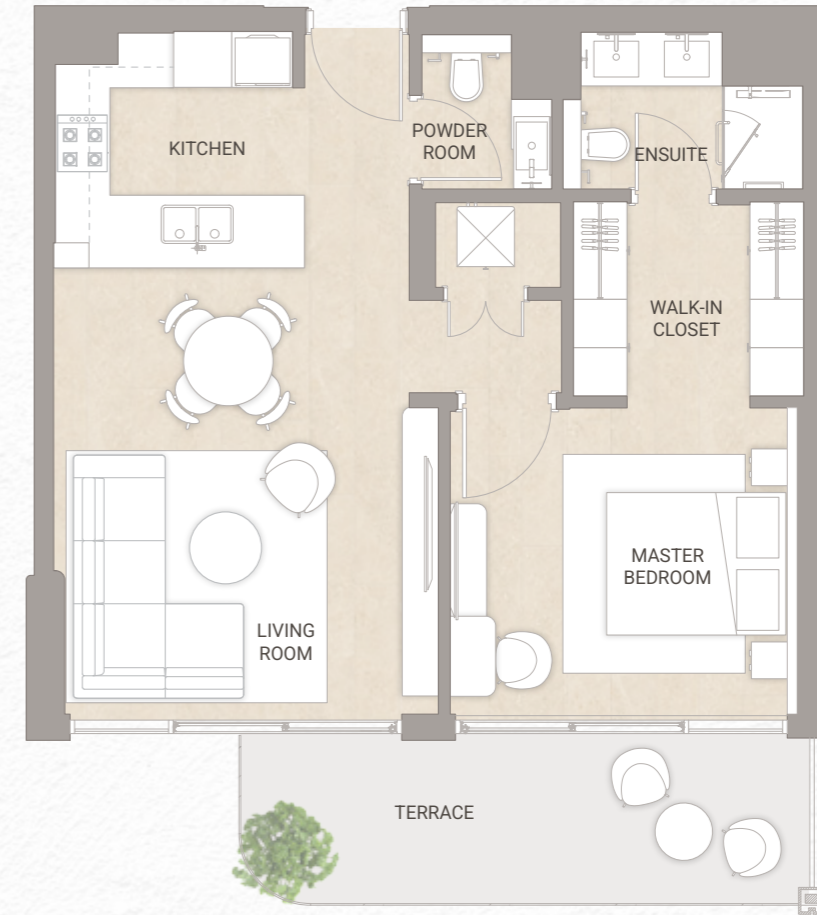 KITCHEN
POWDER
ROOM
ENSUITE
WALK-IN
CLOSET
MASTER
BEDROOM
LIVING
ROOM
TERRACE